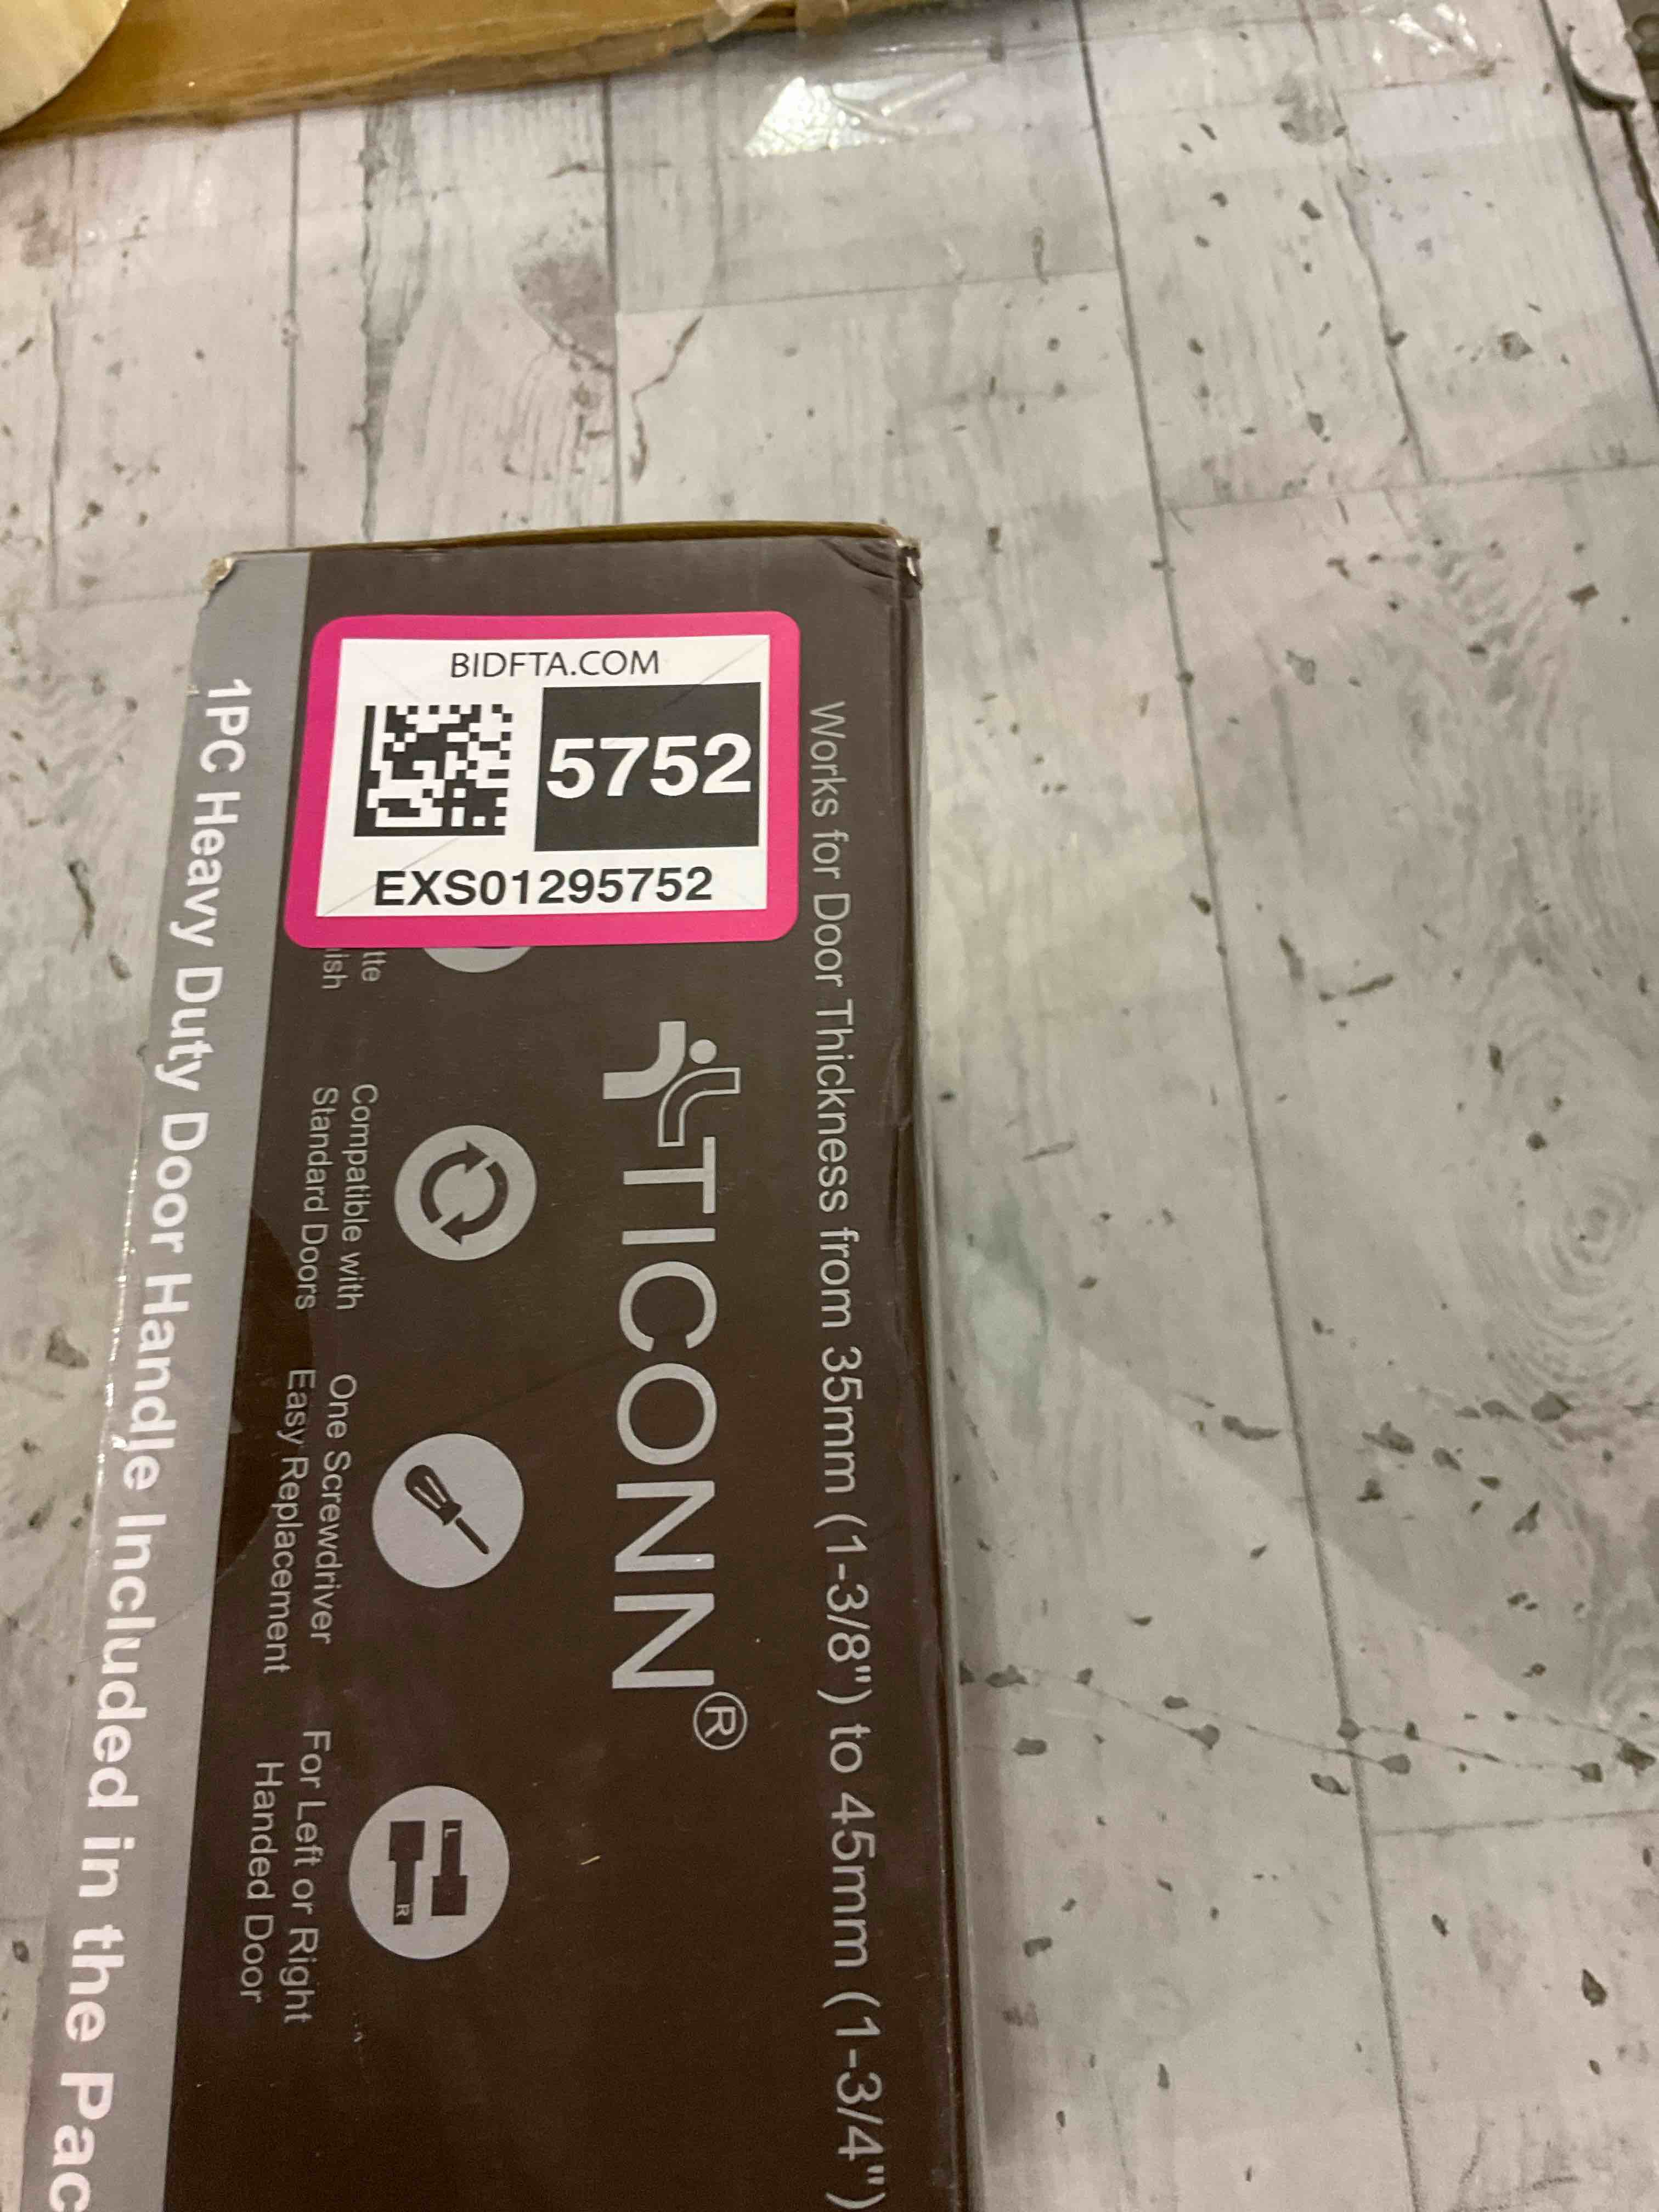 BIDFTA.COM
5752
EXS01295752
Works for Door Thickness from 35mm (1-3/8") to 45mm (1-3/4")
TICONN®
tte
ish
Compatible with
Standard Doors
One Screwdriver
Easy Replacement
L
R
For Left or Right
Handed Door
1PC Heavy Duty Door Handle Included in the Pac